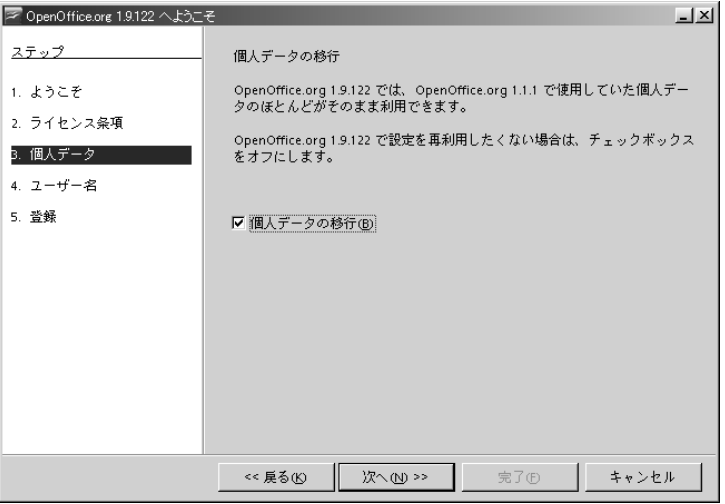 OpenOffice.org 1.9.122 へようこそ
ステップ
1. ようこそ
2. ライセンス条項
3. 個人データ
4. ユーザー名
5. 登録
個人データの移行
OpenOffice.org 1.9.122 では、OpenOffice.org 1.1.1 で使用していた個人デー
タのほとんどがそのまま利用できます。
OpenOffice.org 1.9.122 で設定を再利用したくない場合は、チェックボックス
をオフにします。
個人データの移行(B)
<< 戻る(K)
次へ(N) >>
完了(F)
キャンセル